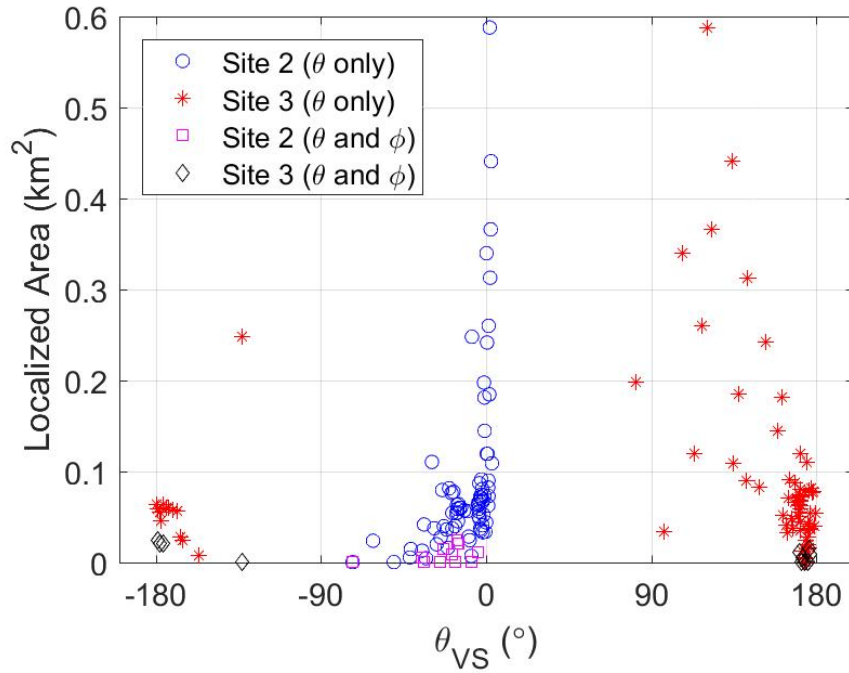 0.6
0.5
0.4
0.3
0.2
0.1
0
Localized Area (km²)
Site 2 (θ only)
Site 3 (θ only)
Site 2 (θ and ϕ)
Site 3 (θ and ϕ)
-180 -90 0 90 180
θ_VS (°)